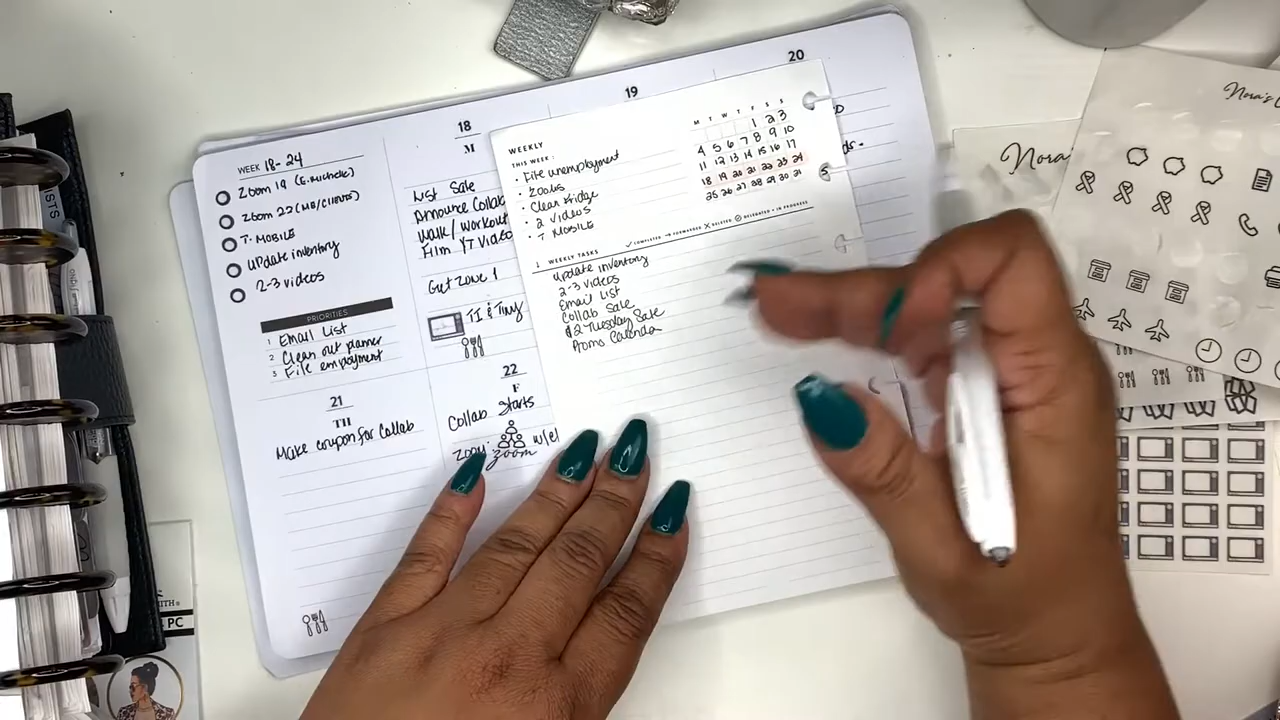 WEEK 18-24
Zoom 19 (G. Michelle)
Zoom 22 (MB/Clients)
T-MOBILE
update inventory
2-3 videos
PRIORITIES
1 Email List
2 Clean out planner
3 File employment
18
M
List Sale
Announce Collab
Walk/Workout
Film YT Video
Get Zone 1
TI & Tiny
19
20
21
TH
Make coupon for Collab
22
F
Collab Starts
zoom
WEEKLY
THIS WEEK:
• File unemployment
• Zooms
• Clean Fridge
• 2 Videos
• T Mobile
M T W T F S S
1 2 3
4 5 6 7 8 9 10
11 12 13 14 15 16 17
18 19 20 21 22 23 24
25 26 27 28 29 30 31
✓ COMPLETED → FORWARDED X DELETED DELEGATED • IN PROGRESS
↓ WEEKLY TASKS
update inventory
2-3 videos
Email List
Collab Sale
$2 Tuesday Sale
Promo Calendar
Nora's
Nora
PC